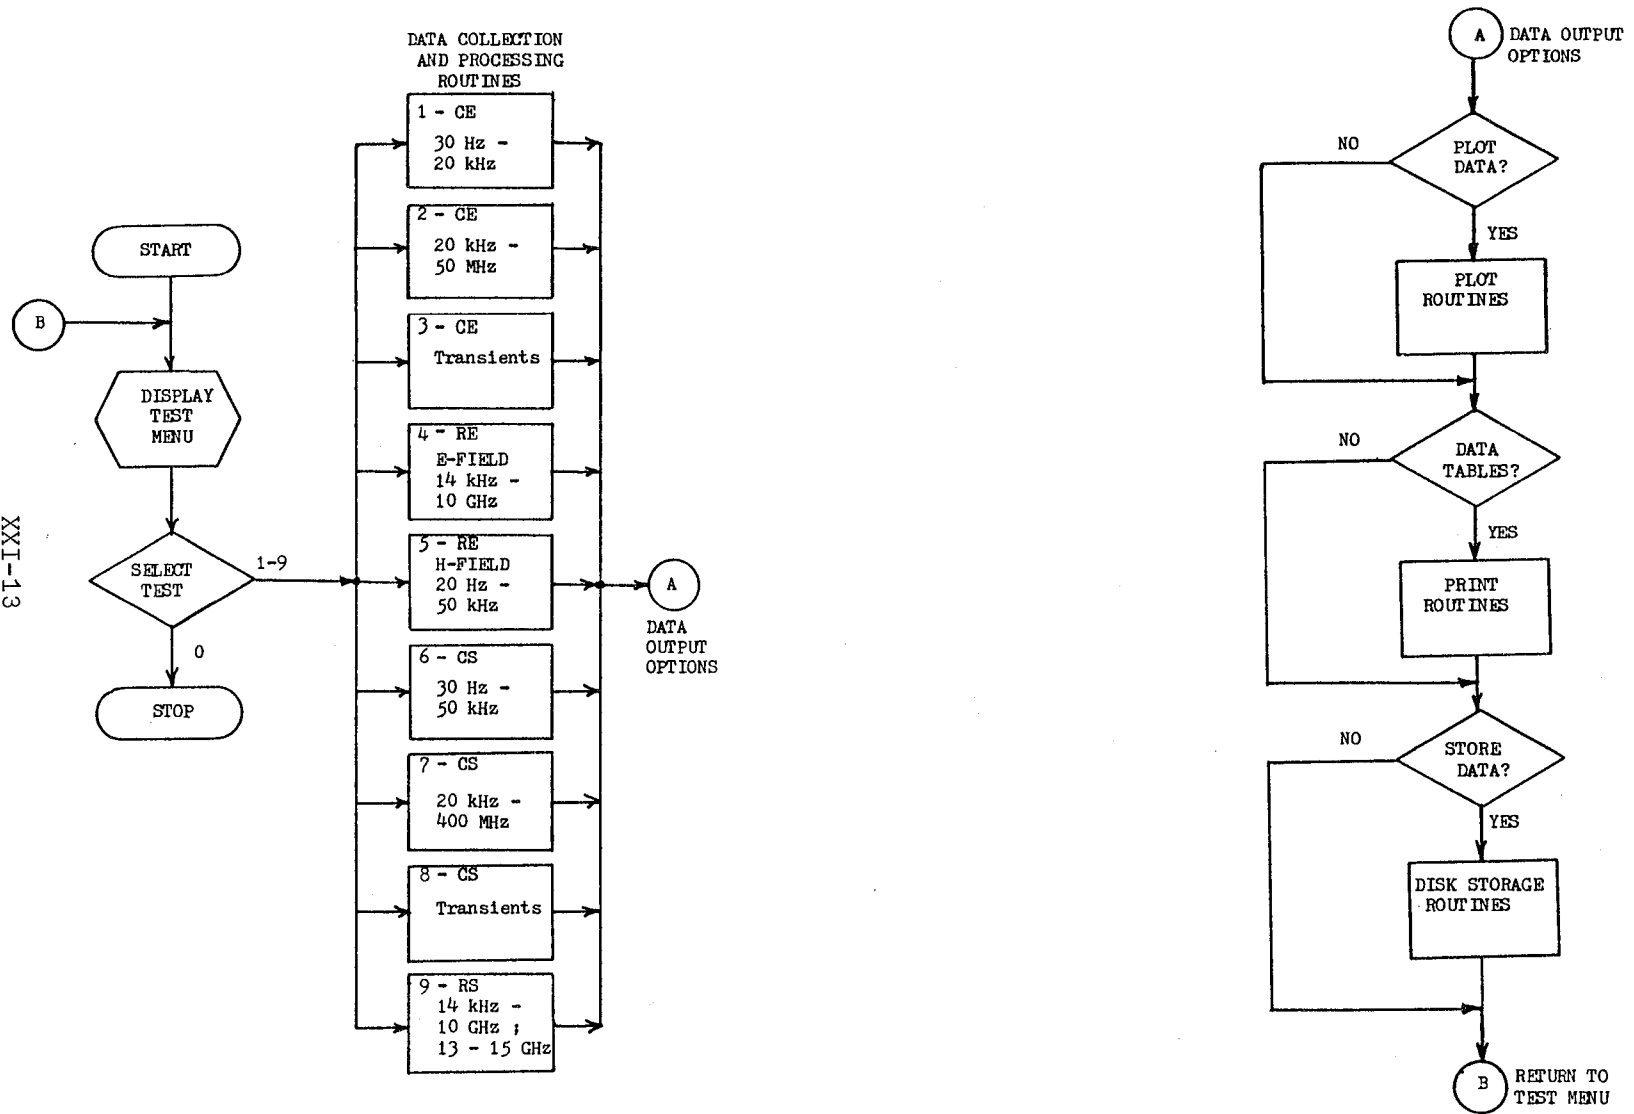 DATA COLLECTION
AND PROCESSING
ROUTINES
START
B
DISPLAY
TEST
MENU
SELECT
TEST
1-9
0
STOP
1 - CE
30 Hz -
20 kHz
2 - CE
20 kHz -
50 MHz
3 - CE
Transients
4 - RE
E-FIELD
14 kHz -
10 GHz
5 - RE
H-FIELD
20 Hz -
50 kHz
6 - CS
30 Hz -
50 kHz
7 - CS
20 kHz -
400 MHz
8 - CS
Transients
9 - RS
14 kHz -
10 GHz ;
13 - 15 GHz
A
DATA
OUTPUT
OPTIONS
A
DATA OUTPUT
OPTIONS
PLOT
DATA?
NO
YES
PLOT
ROUTINES
DATA
TABLES?
NO
YES
PRINT
ROUTINES
STORE
DATA?
NO
YES
DISK STORAGE
ROUTINES
B
RETURN TO
TEST MENU
XXI-13